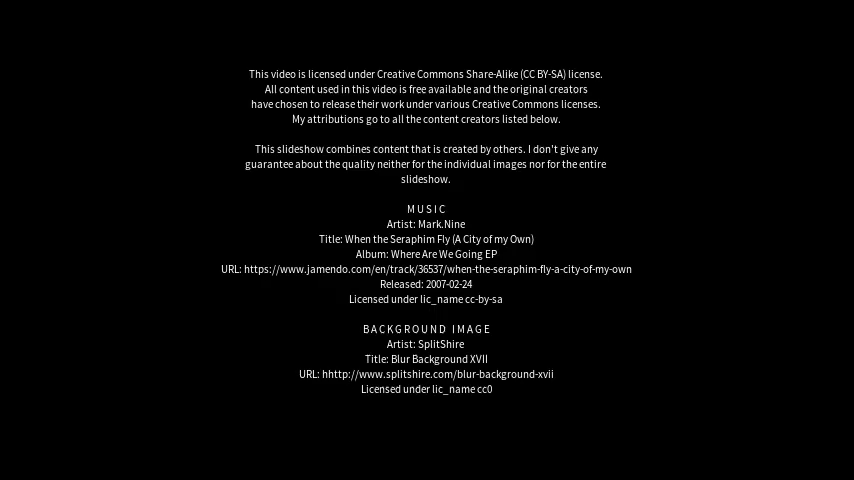 This video is licensed under Creative Commons Share-Alike (CC BY-SA) license.
All content used in this video is free available and the original creators
have chosen to release their work under various Creative Commons licenses.
My attributions go to all the content creators listed below.
This slideshow combines content that is created by others. I don't give any
guarantee about the quality neither for the individual images nor for the entire
slideshow.
MUSIC
Artist: Mark.Nine
Title: When the Seraphim Fly (A City of my Own)
Album: Where Are We Going EP
URL: https://www.jamendo.com/en/track/36537/when-the-seraphim-fly-a-city-of-my-own
Released: 2007-02-24
Licensed under lic_name cc-by-sa
BACKGROUND IMAGE
Artist: SplitShire
Title: Blur Background XVII
URL: hhttp://www.splitshire.com/blur-background-xvii
Licensed under lic_name cc0